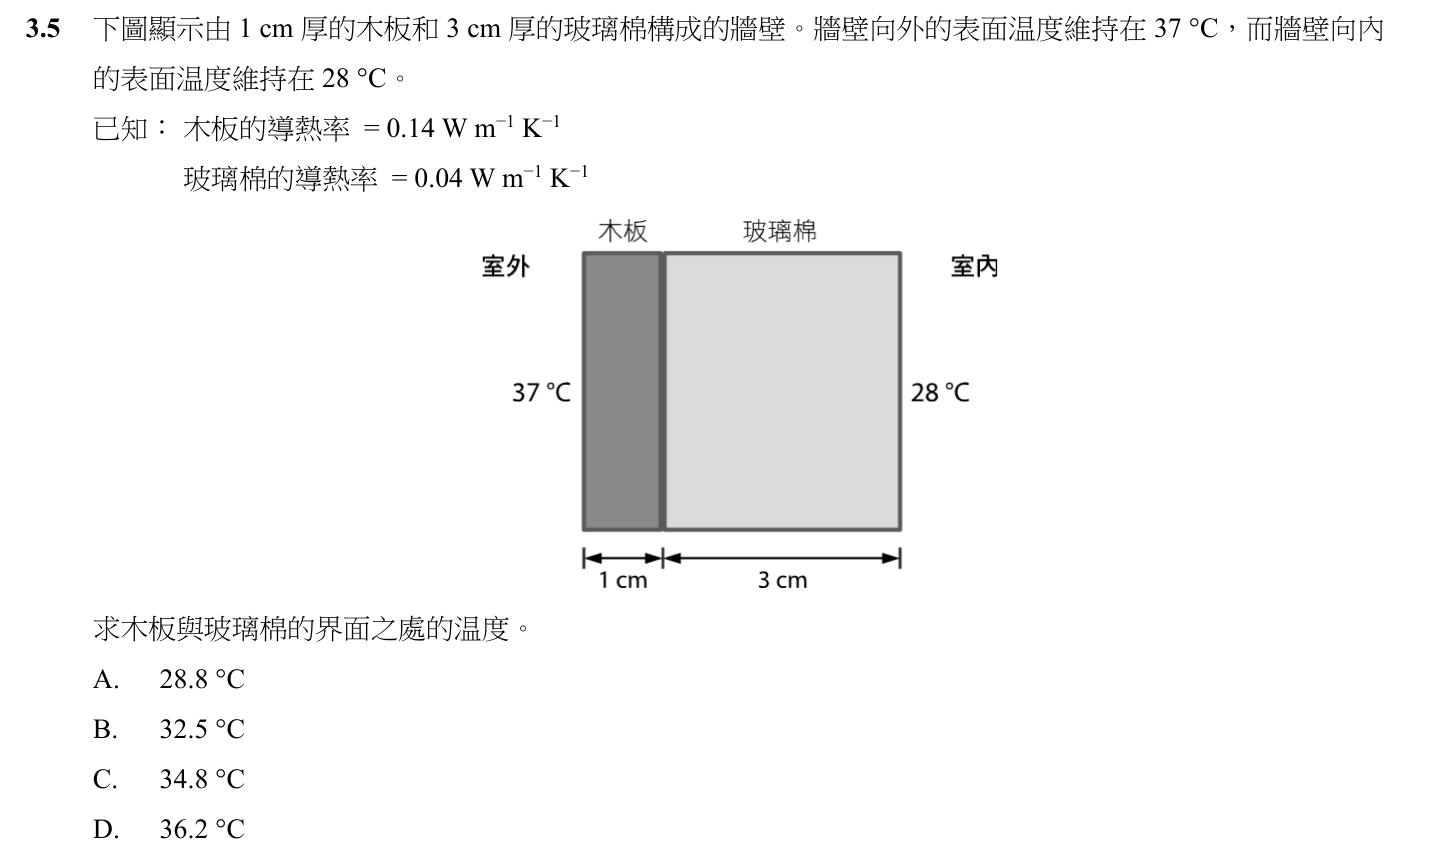 3.5 下圖顯示由 1 cm 厚的木板和 3 cm 厚的玻璃棉構成的牆壁。牆壁向外的表面温度維持在 37 °C，而牆壁向內
的表面温度維持在 28 °C。
已知： 木板的導熱率 = 0.14 W m⁻¹ K⁻¹
玻璃棉的導熱率 = 0.04 W m⁻¹ K⁻¹
木板 玻璃棉
室外 室內
37 °C 28 °C
1 cm 3 cm
求木板與玻璃棉的界面之處的温度。
A. 28.8 °C
B. 32.5 °C
C. 34.8 °C
D. 36.2 °C